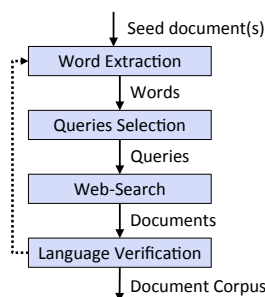 Seed document(s)
Word Extraction
Words
Queries Selection
Queries
Web-Search
Documents
Language Verification
Document Corpus